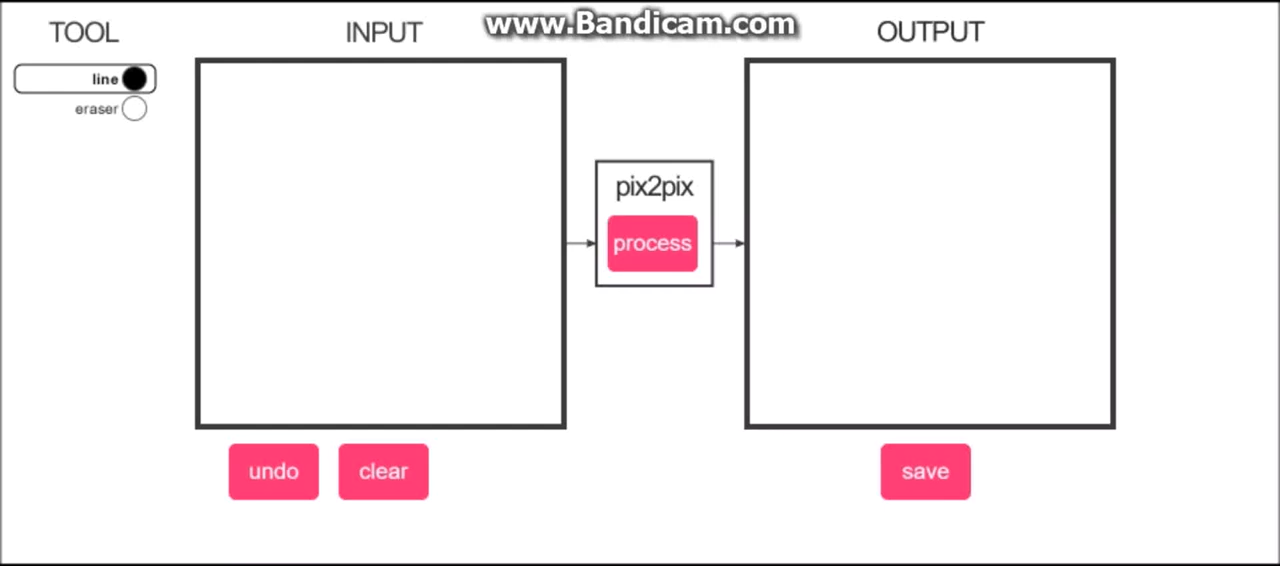 www.Bandicam.com
TOOL
INPUT
OUTPUT
line
eraser
pix2pix
process
undo
clear
save